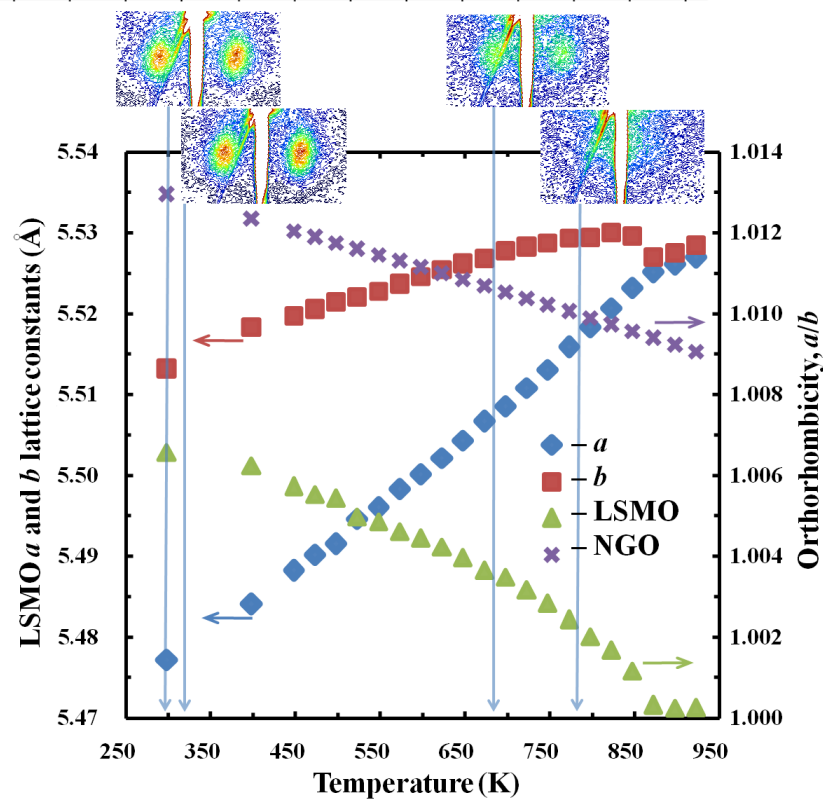 5.54
5.53
5.52
5.51
5.50
5.49
5.48
5.47
LSMO a and b lattice constants (Å)
1.014
1.012
1.010
1.008
1.006
1.004
1.002
1.000
Orthorhombicity, a/b
– a
– b
– LSMO
– NGO
250 350 450 550 650 750 850 950
Temperature (K)